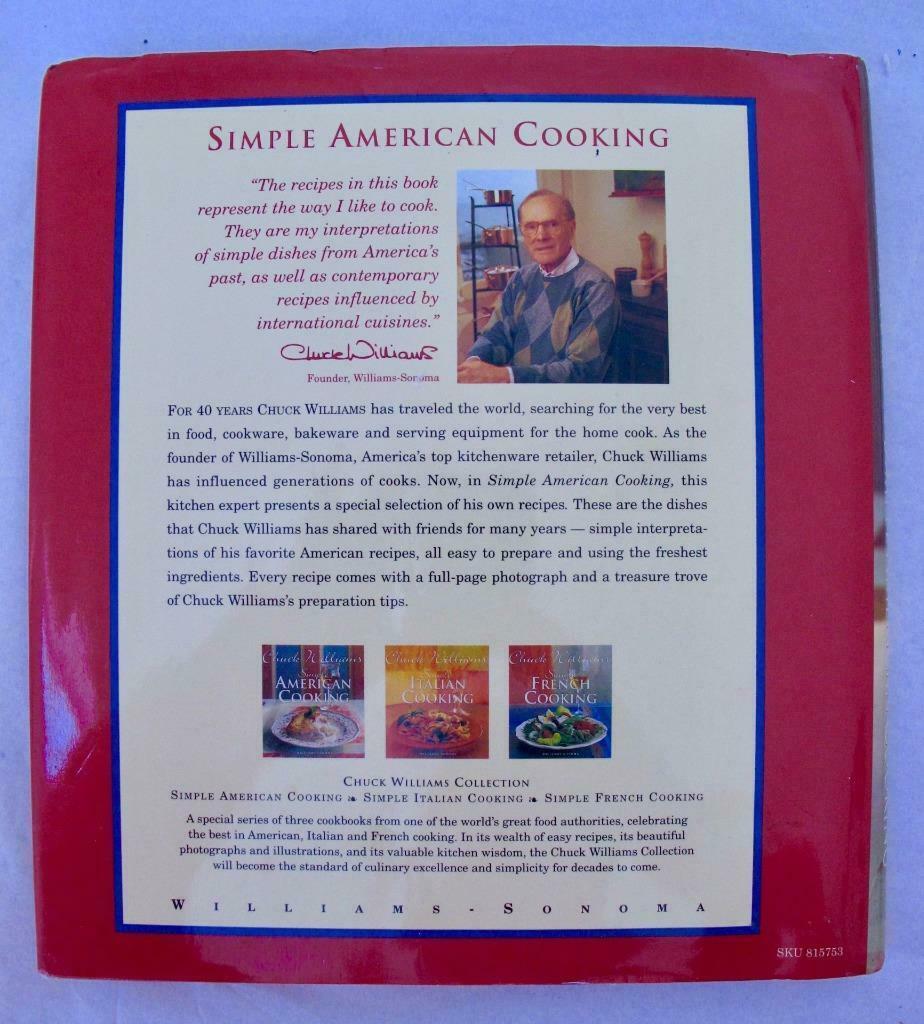 SIMPLE AMERICAN COOKING
“The recipes in this book
represent the way I like to cook.
They are my interpretations
of simple dishes from America’s
past, as well as contemporary
recipes influenced by
international cuisines.”
Chuck Williams
Founder, Williams-Sonoma
FOR 40 YEARS CHUCK WILLIAMS has traveled the world, searching for the very best
in food, cookware, bakeware and serving equipment for the home cook. As the
founder of Williams-Sonoma, America’s top kitchenware retailer, Chuck Williams
has influenced generations of cooks. Now, in Simple American Cooking, this
kitchen expert presents a special selection of his own recipes. These are the dishes
that Chuck Williams has shared with friends for many years — simple interpreta-
tions of his favorite American recipes, all easy to prepare and using the freshest
ingredients. Every recipe comes with a full-page photograph and a treasure trove
of Chuck Williams’s preparation tips.
Chuck Williams
Simple
AMERICAN
COOKING
Chuck Williams
Simple
ITALIAN
COOKING
Chuck Williams
Simple
FRENCH
COOKING
CHUCK WILLIAMS COLLECTION
SIMPLE AMERICAN COOKING ❧ SIMPLE ITALIAN COOKING ❧ SIMPLE FRENCH COOKING
A special series of three cookbooks from one of the world’s great food authorities, celebrating
the best in American, Italian and French cooking. In its wealth of easy recipes, its beautiful
photographs and illustrations, and its valuable kitchen wisdom, the Chuck Williams Collection
will become the standard of culinary excellence and simplicity for decades to come.
WILLIAMS-SONOMA
SKU 815753